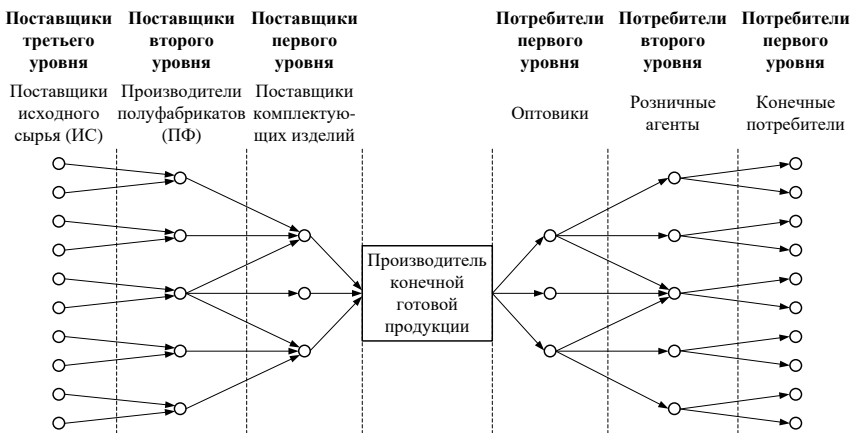 Поставщики
третьего
уровня
Поставщики
второго
уровня
Поставщики
первого
уровня
Потребители
первого
уровня
Потребители
второго
уровня
Потребители
первого
уровня
Поставщики
исходного
сырья (ИС)
Производители
полуфабрикатов
(ПФ)
Поставщики
комплектую-
щих изделий
Оптовики
Розничные
агенты
Конечные
потребители
Производитель
конечной
готовой
продукции